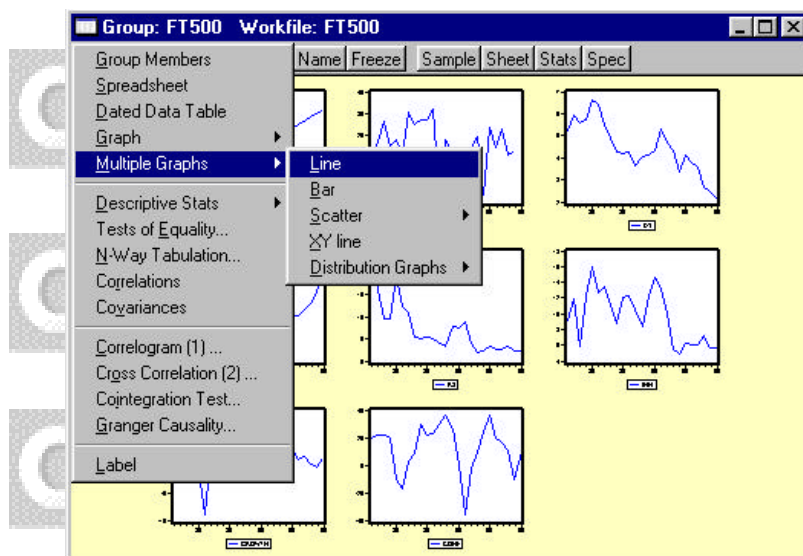 Group: FT500 Workfile: FT500
Name Freeze Sample Sheet Stats Spec
Group Members
Spreadsheet
Dated Data Table
Graph
Multiple Graphs
Descriptive Stats
Tests of Equality...
N-Way Tabulation...
Correlations
Covariances
Correlogram (1) ...
Cross Correlation (2) ...
Cointegration Test...
Granger Causality...
Label
Line
Bar
Scatter
XY line
Distribution Graphs